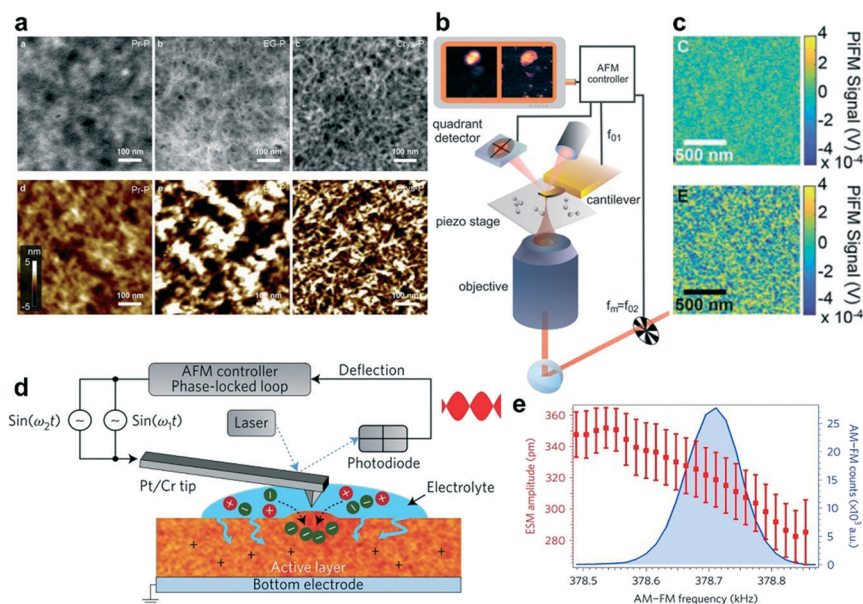 a
a
Pr-P
100 nm
b
EG-P
100 nm
c
Crys-P
100 nm
d
Pr-P
nm
5
-5
100 nm
e
100 nm
Crys-P
100 nm
b
AFM
controller
quadrant
detector
f01
cantilever
piezo stage
objective
fm=f02
c
C
500 nm
4
2
0
-2
-4
x 10-4
PiFM Signal (V)
E
500 nm
4
2
0
-2
-4
x 10-4
PiFM Signal (V)
d
AFM controller
Phase-locked loop
Deflection
Sin(ω2t)
Sin(ω1t)
Laser
Photodiode
Pt/Cr tip
Electrolyte
Active layer
Bottom electrode
e
360
340
320
300
280
ESM amplitude (pm)
25
20
15
10
5
0
AM–FM counts (×10³ a.u.)
378.5
378.6
378.7
378.8
AM–FM frequency (kHz)